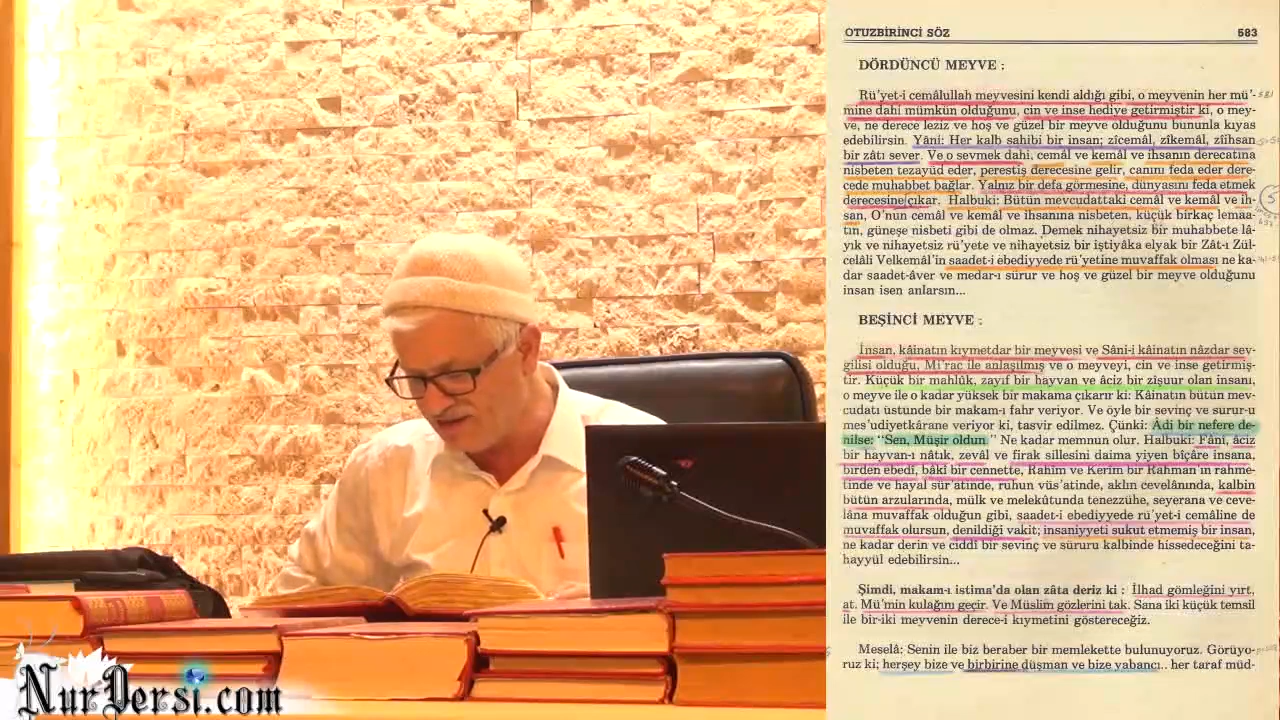 OTUZBİRİNCİ SÖZ 583
DÖRDÜNCÜ MEYVE :
Rü'yet-i cemâlullah meyvesini kendi aldığı gibi, o meyvenin her mü'-
mine dahi mümkün olduğunu, cin ve inse hediye getirmiştir ki, o mey-
ve, ne derece leziz ve hoş ve güzel bir meyve olduğunu bununla kıyas
edebilirsin. Yâni: Her kalb sahibi bir insan; zîcemâl, zîkemâl, zîihsan
bir zâtı sever. Ve o sevmek dahi, cemâl ve kemâl ve ihsanın derecatına
nisbeten tezayüd eder, perestiş derecesine gelir, canını feda eder dere-
cede muhabbet bağlar. Yalnız bir defa görmesine, dünyasını feda etmek
derecesine çıkar. Halbuki: Bütün mevcudattaki cemâl ve kemâl ve ih-
san, O'nun cemâl ve kemâl ve ihsanına nisbeten, küçük birkaç lemaa-
tın, güneşe nisbeti gibi de olmaz. Demek nihayetsiz bir muhabbete lâ-
yık ve nihayetsiz rü'yete ve nihayetsiz bir iştiyâka elyak bir Zât-ı Zül-
celâli Velkemâl'in saadet-i ebediyyede rü'yetine muvaffak olması ne ka-
dar saadet-âver ve medar-ı sürur ve hoş ve güzel bir meyve olduğunu
insan isen anlarsın...
BEŞİNCİ MEYVE :
İnsan, kâinatın kıymetdar bir meyvesi ve Sâni-i kâinatın nâzdar sev-
gilisi olduğu, Mi'rac ile anlaşılmış ve o meyveyi, cin ve inse getirmiş-
tir. Küçük bir mahlûk, zayıf bir hayvan ve âciz bir zîşuur olan insanı,
o meyve ile o kadar yüksek bir makama çıkarır ki: Kâinatın bütün mev-
cudatı üstünde bir makam-ı fahr veriyor. Ve öyle bir sevinç ve surur-u
mes'udiyetkârane veriyor ki, tasvir edilmez. Çünki: Âdi bir nefere de-
nilse: "Sen, Müşir oldun" Ne kadar memnun olur. Halbuki: Fânî, âciz
bir hayvan-ı nâtık, zevâl ve firak sillesini daima yiyen bîçâre insana,
birden ebedî, bâkî bir cennette, Rahîm ve Kerîm bir Rahman'ın rahme-
tinde ve hayal sür'atinde, ruhun vüs'atinde, aklın cevelânında, kalbin
bütün arzularında, mülk ve melekûtunda tenezzühe, seyerana ve ceve-
lâna muvaffak olduğun gibi, saadet-i ebediyyede rü'yet-i cemâline de
muvaffak olursun, denildiği vakit; insaniyyeti sukut etmemiş bir insan,
ne kadar derin ve ciddî bir sevinç ve süruru kalbinde hissedeceğini ta-
hayyül edebilirsin...
Şimdi, makam-ı istima'da olan zâta deriz ki : İlhad gömleğini yırt,
at. Mü'min kulağını geçir. Ve Müslim gözlerini tak. Sana iki küçük temsil
ile bir-iki meyvenin derece-i kıymetini göstereceğiz.
Meselâ: Senin ile biz beraber bir memlekette bulunuyoruz. Görüyo-
ruz ki; herşey bize ve birbirine düşman ve bize yabancı.. her taraf müd-
NurDersi.com